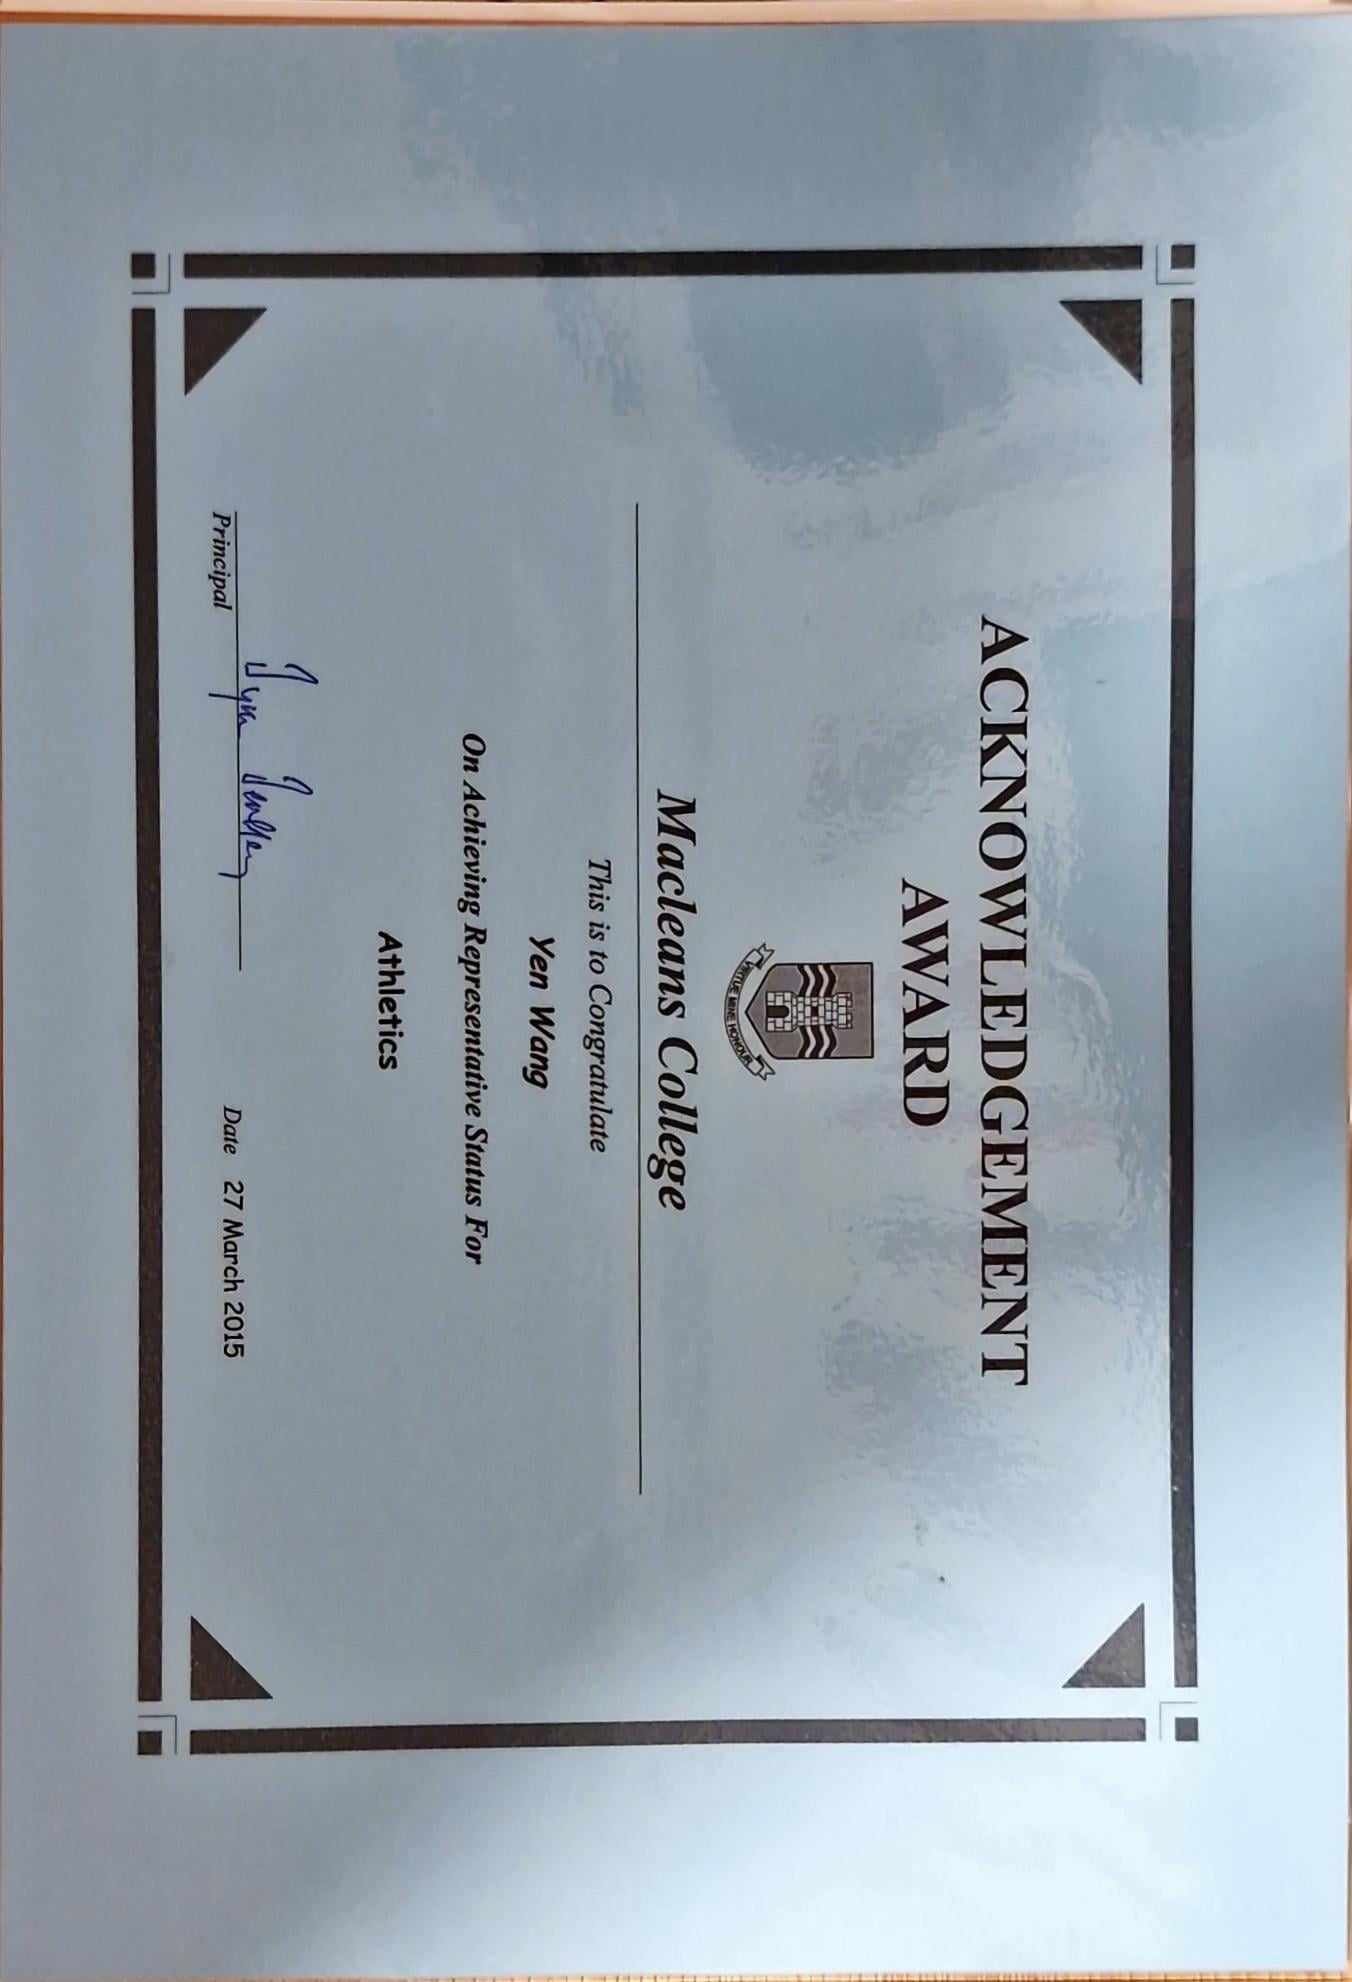 ACKNOWLEDGEMENT
AWARD
VIRTUE MINE HONOUR
Macleans College
This is to Congratulate
Yen Wang
On Achieving Representative Status For
Athletics
Principal
Date 27 March 2015